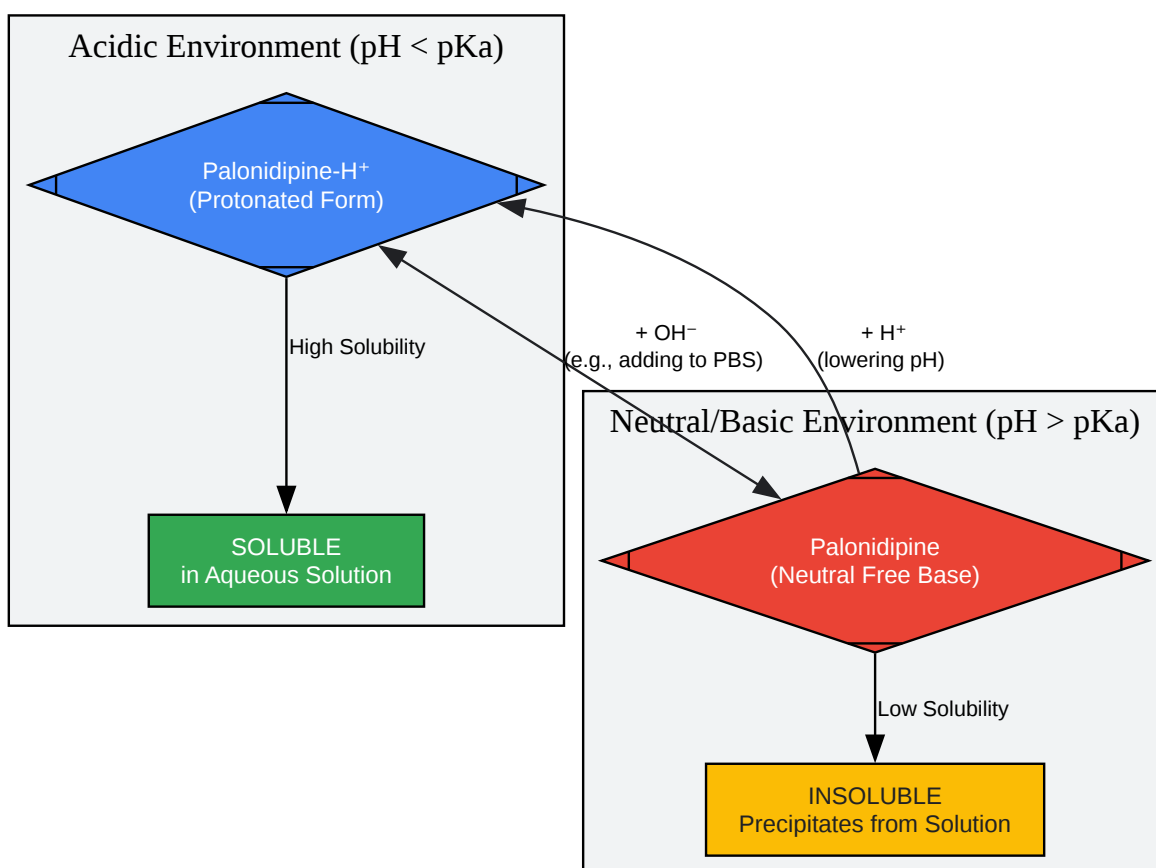 Acidic Environment (pH < pKa)
Palonidipine-H⁺
(Protonated Form)
High Solubility
SOLUBLE
in Aqueous Solution
+ OH⁻
(e.g., adding to PBS)
+ H⁺
(lowering pH)
Neutral/Basic Environment (pH > pKa)
Palonidipine
(Neutral Free Base)
Low Solubility
INSOLUBLE
Precipitates from Solution